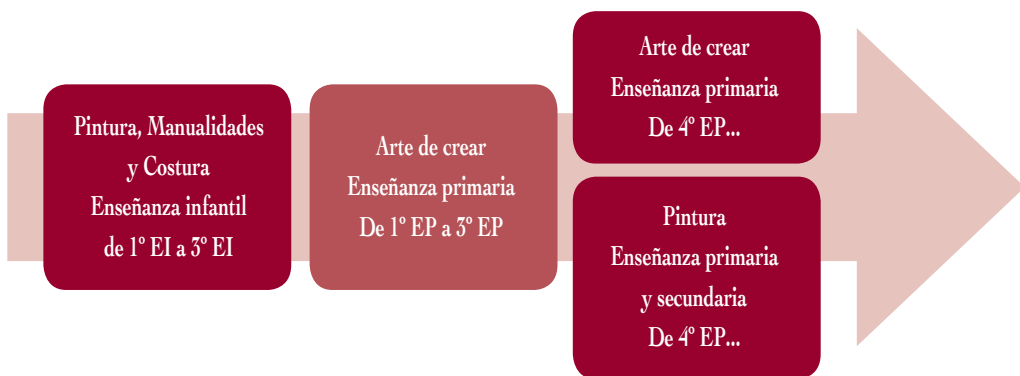 Pintura, Manualidades
y Costura
Enseñanza infantil
de 1º EI a 3º EI
Arte de crear
Enseñanza primaria
De 1º EP a 3º EP
Arte de crear
Enseñanza primaria
De 4º EP...
Pintura
Enseñanza primaria
y secundaria
De 4º EP...